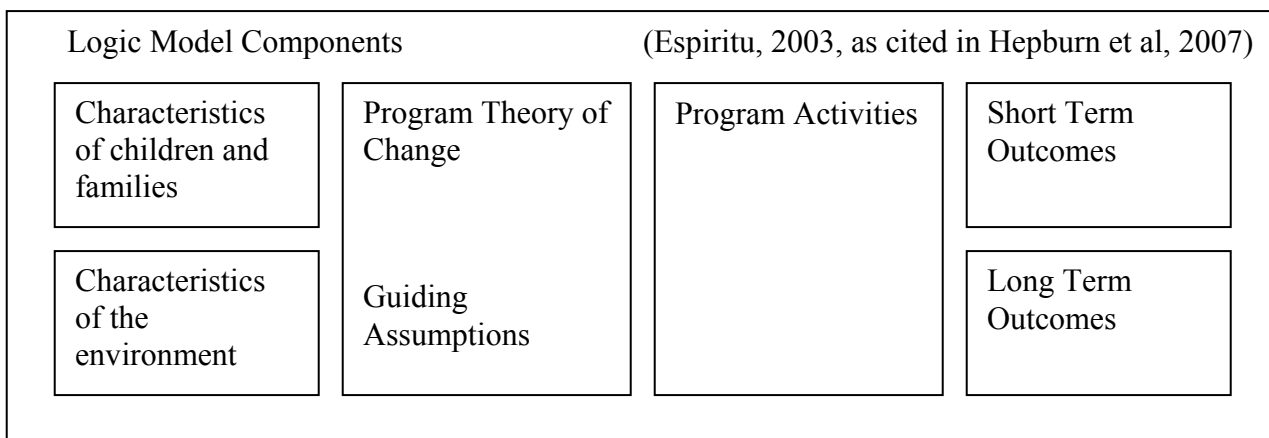 Logic Model Components (Espiritu, 2003, as cited in Hepburn et al, 2007)
Characteristics
of children and
families
Characteristics
of the
environment
Program Theory of
Change
Guiding
Assumptions
Program Activities
Short Term
Outcomes
Long Term
Outcomes